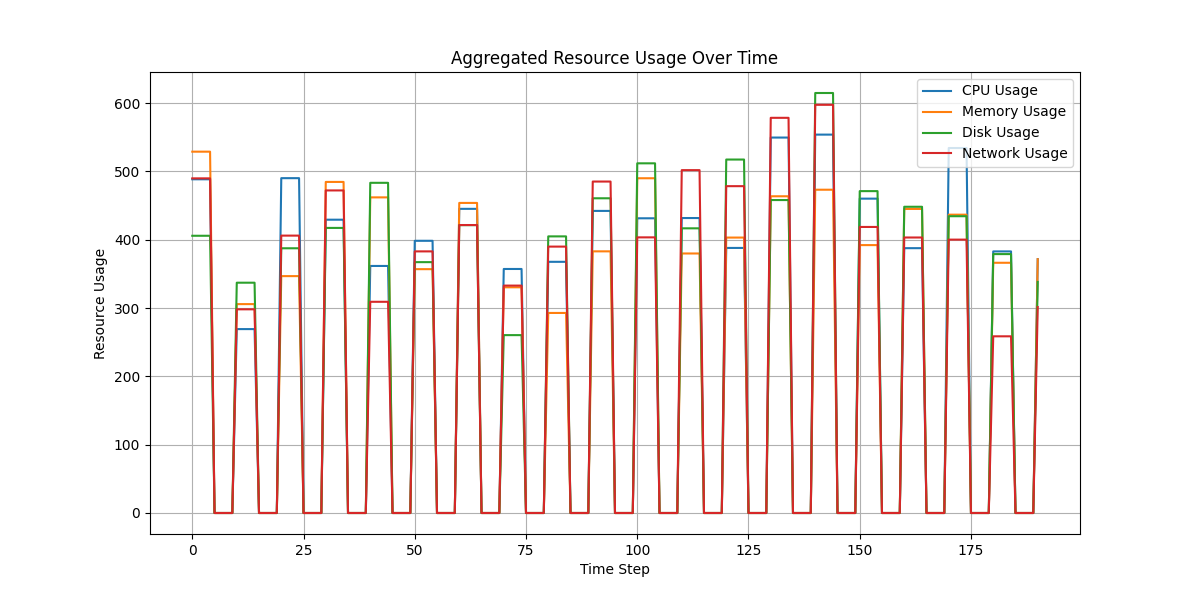 Aggregated Resource Usage Over Time
CPU Usage
Memory Usage
Disk Usage
Network Usage
Resource Usage
600
500
400
300
200
100
0
0 25 50 75 100 125 150 175
Time Step